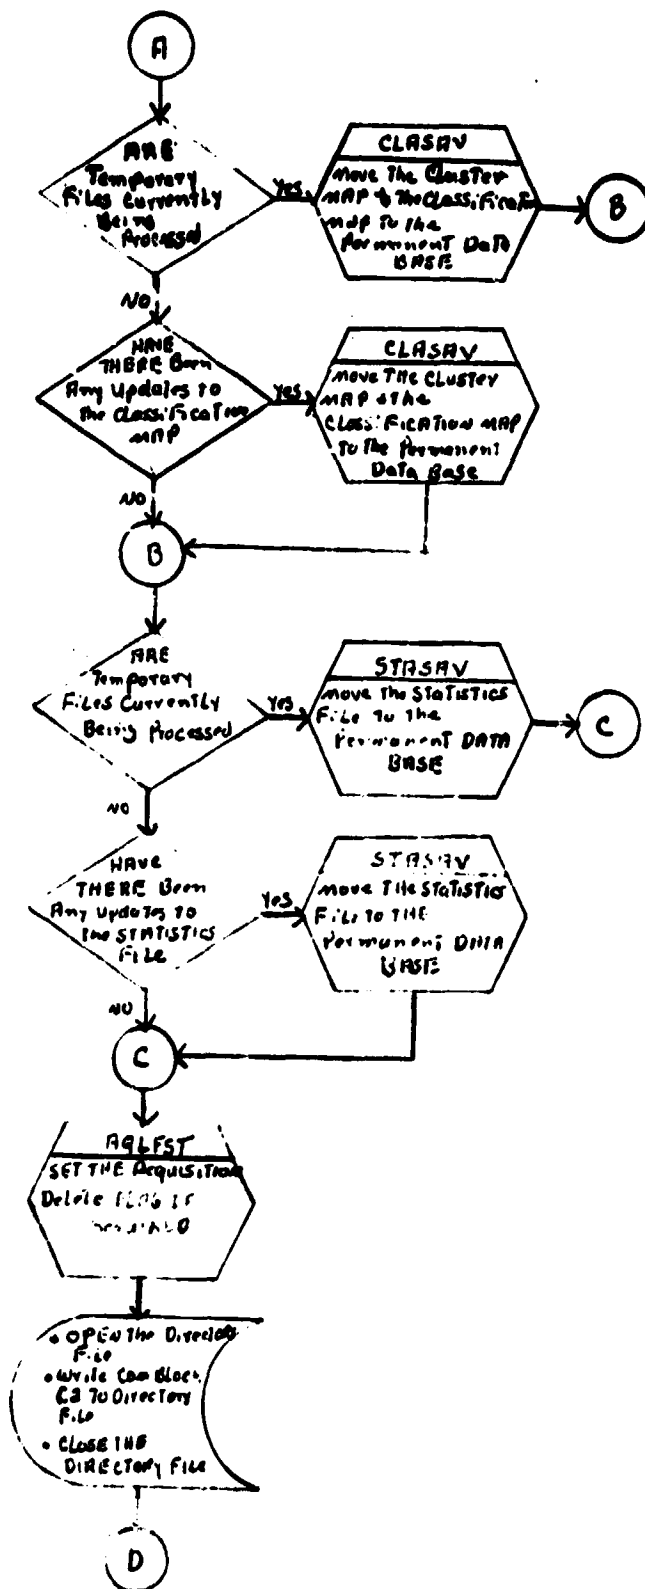 A
ARE
Temporary
Files Currently
Being
Processed
Yes
CLASAV
Move The Cluster
MAP & The Classification
Map to the
Permanent Data
BASE
B
NO
HAVE
THERE Been
Any Updates to
the Classification
MAP
Yes
CLASAV
MOVE THE CLUSTER
MAP & the
CLASSIFICATION MAP
To the Permanent
Data Base
NO
B
ARE
Temporary
Files Currently
Being Processed
Yes
STASAV
Move The STATISTICS
File To the
Permanent DATA
BASE
C
NO
HAVE
THERE Been
Any Updates to
the STATISTICS
FILE
Yes
STASAV
Move THE STATISTICS
File To THE
Permanent DATA
BASE
NO
C
AQLFST
SET THE Acquisition
Delete FLAG IF
• OPEN The Directory
File
• Write Com Block
C2 TO Directory
File
• CLOSE THE
DIRECTORY FILE
D